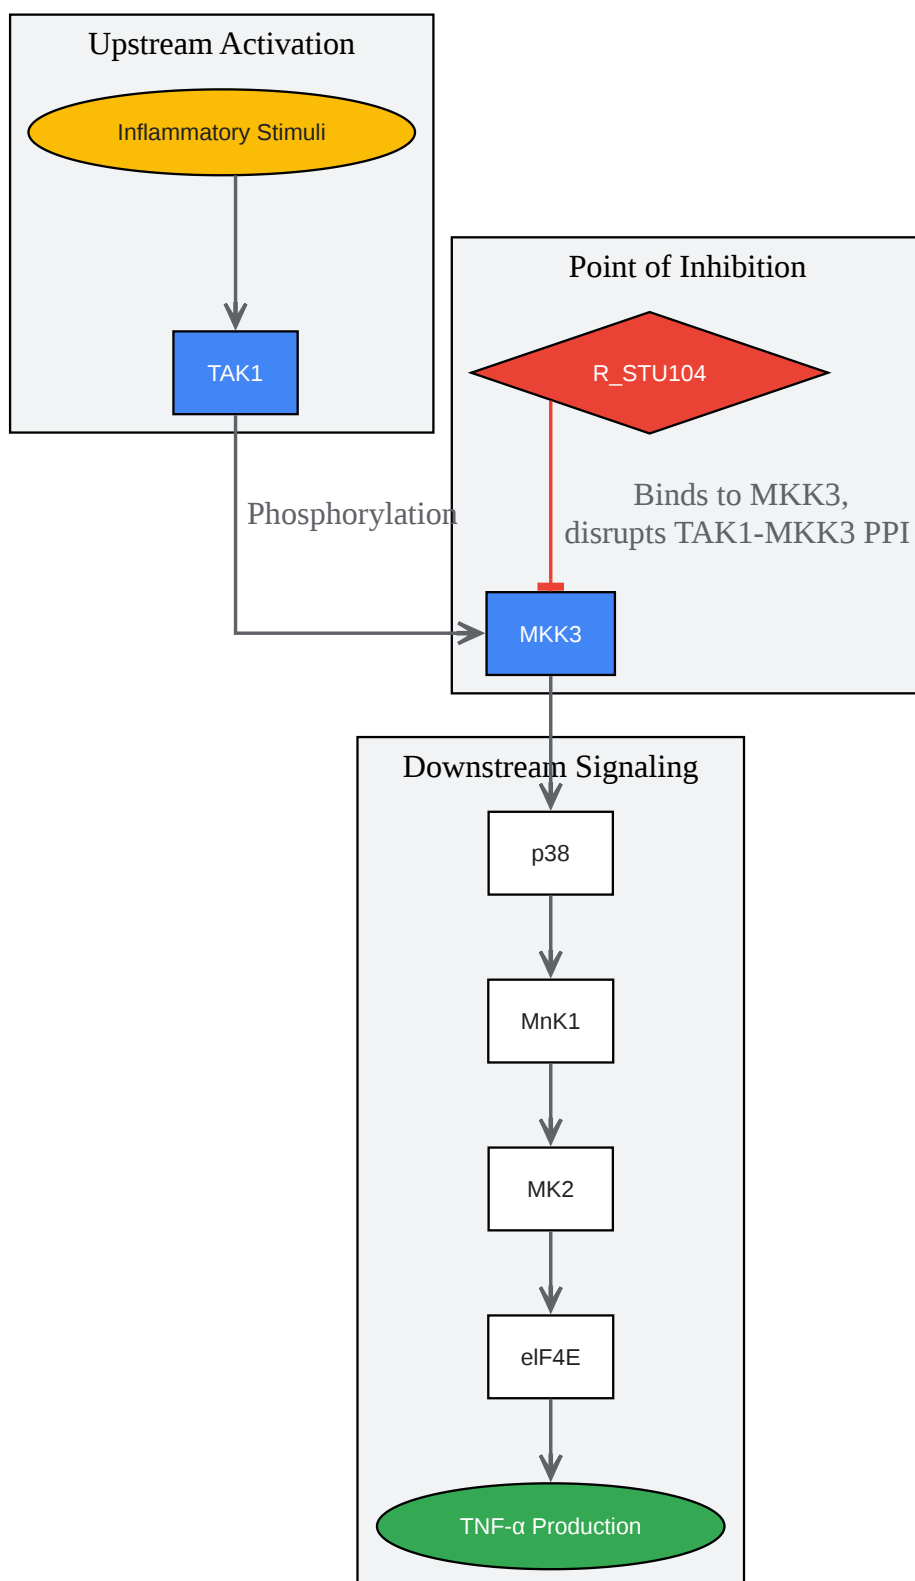 Upstream Activation
Inflammatory Stimuli
TAK1
Phosphorylation
Point of Inhibition
R_STU104
Binds to MKK3,
disrupts TAK1-MKK3 PPI
MKK3
Downstream Signaling
p38
MnK1
MK2
elF4E
TNF-α Production